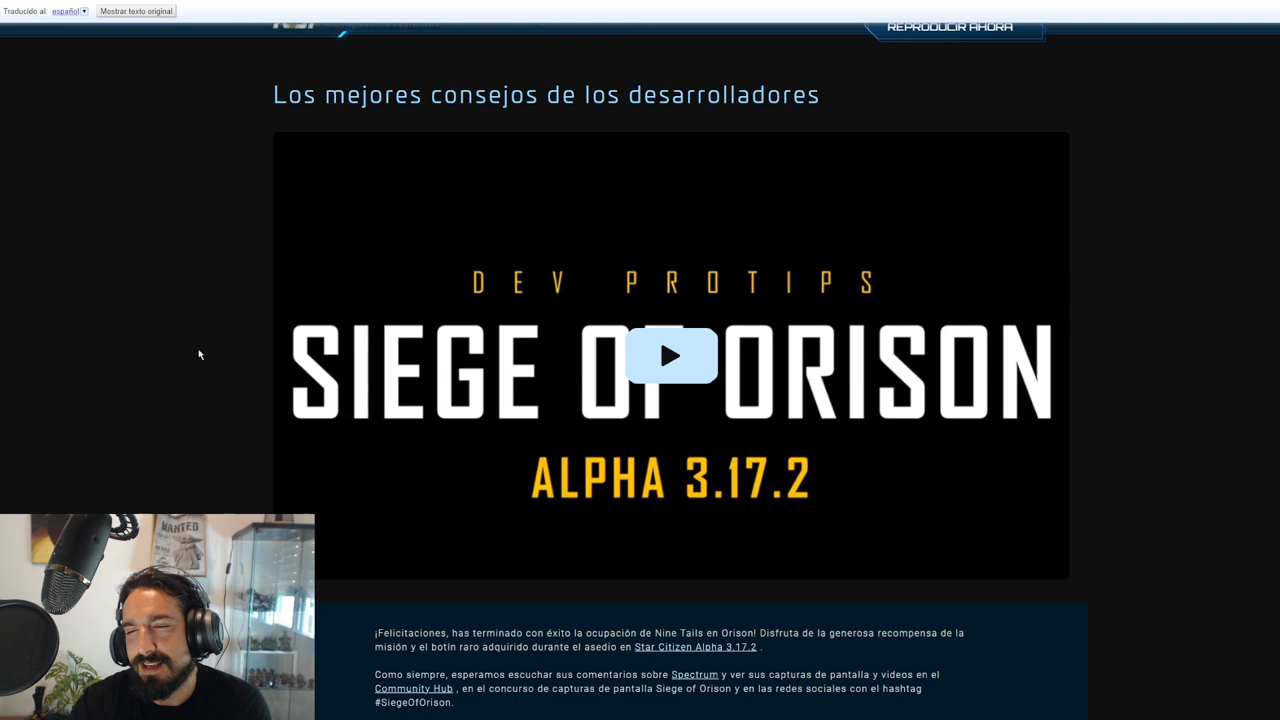 Traducido al: español Mostrar texto original
REPRODUCIR AHORA
Los mejores consejos de los desarrolladores
DEV PROTIPS
SIEGE OF ORISON
ALPHA 3.17.2
WANTED
¡Felicitaciones, has terminado con éxito la ocupación de Nine Tails en Orison! Disfruta de la generosa recompensa de la
misión y el botín raro adquirido durante el asedio en Star Citizen Alpha 3.17.2 .
Como siempre, esperamos escuchar sus comentarios sobre Spectrum y ver sus capturas de pantalla y videos en el
Community Hub , en el concurso de capturas de pantalla Siege of Orison y en las redes sociales con el hashtag
#SiegeOfOrison.